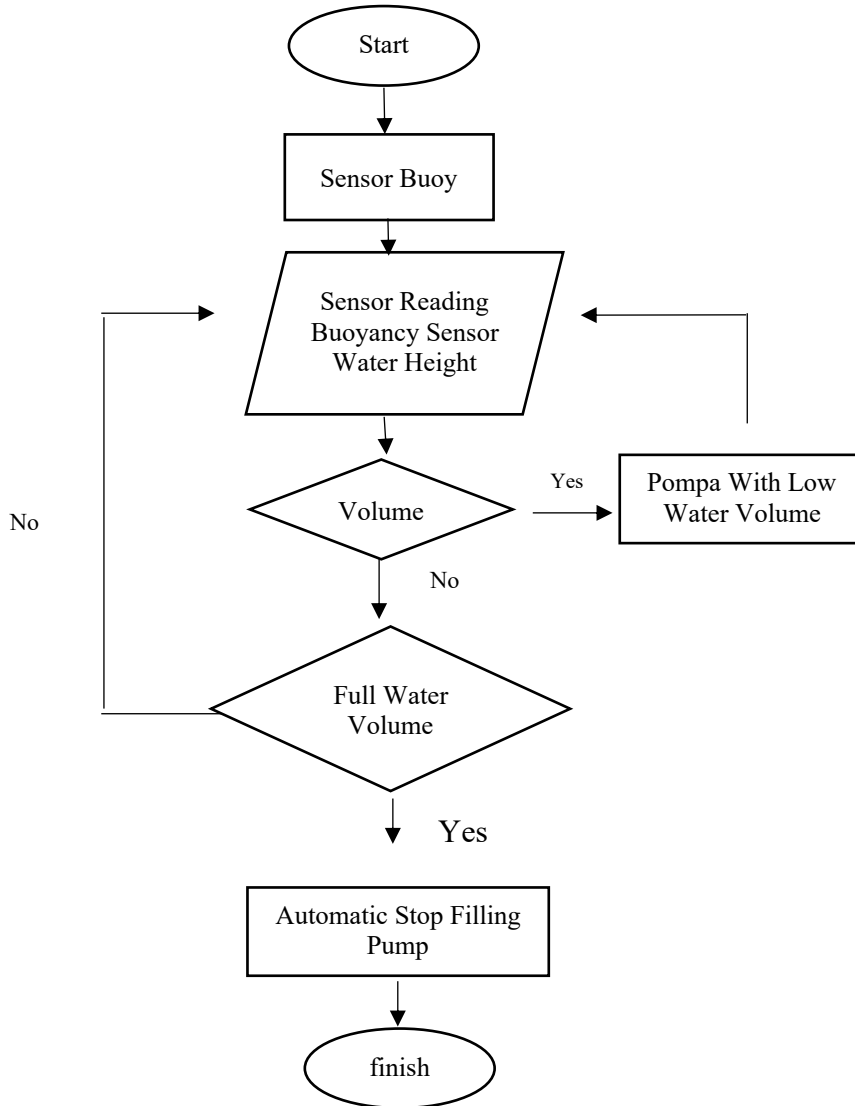 Start
Sensor Buoy
Sensor Reading
Buoyancy Sensor
Water Height
Volume
Yes
Pompa With Low
Water Volume
No
No
Full Water
Volume
Yes
Automatic Stop Filling
Pump
finish